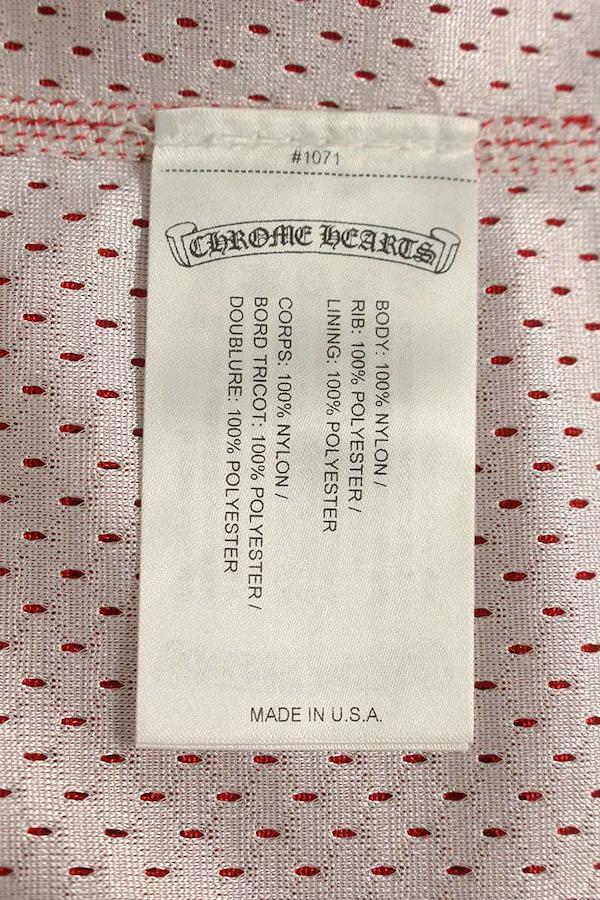 #1071
CHROME HEARTS
BODY: 100% NYLON /
RIB: 100% POLYESTER /
LINING: 100% POLYESTER
CORPS: 100% NYLON /
BORD TRICOT: 100% POLYESTER /
DOUBLURE: 100% POLYESTER
MADE IN U.S.A.